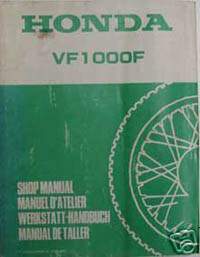 HONDA
VF1000F
SHOP MANUAL
MANUEL D'ATELIER
WERKSTATT-HANDBUCH
MANUAL DE TALLER